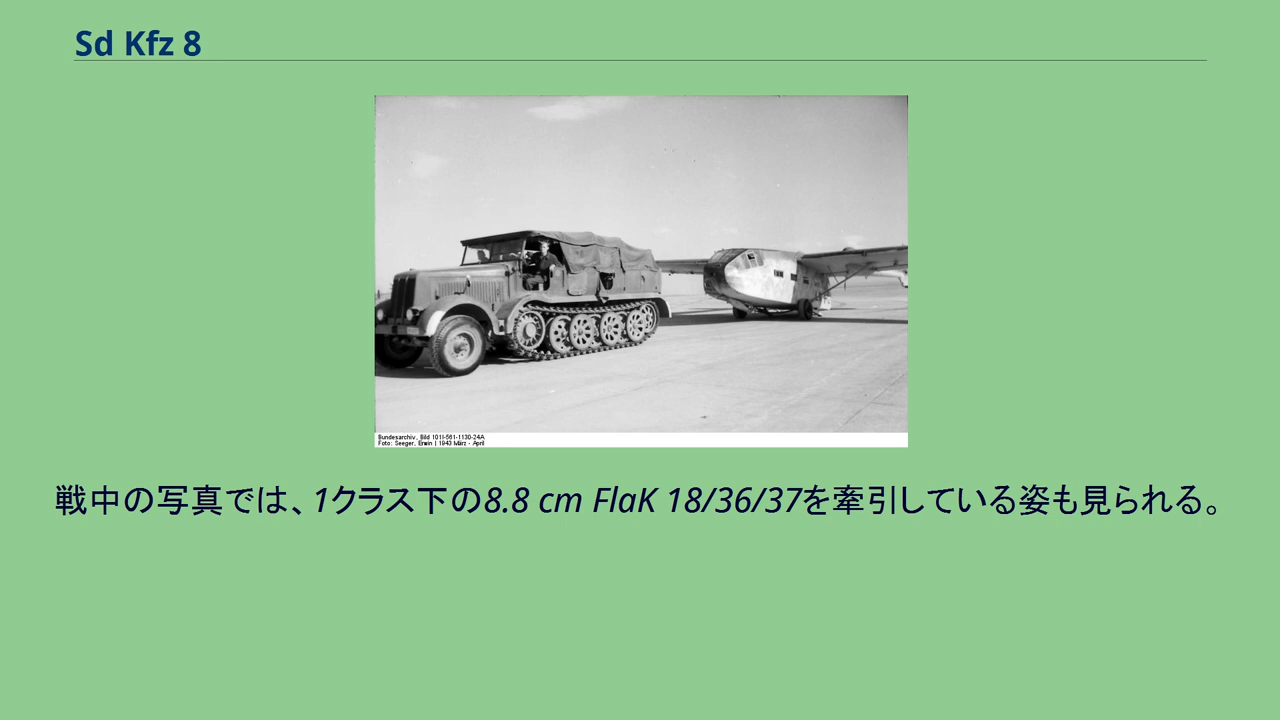 Sd Kfz 8
Bundesarchiv, Bild 101I-561-1130-24A
Foto: Seeger, Erwin | 1943 März - April
戦中の写真では、1クラス下の8.8 cm FlaK 18/36/37を牽引している姿も見られる。